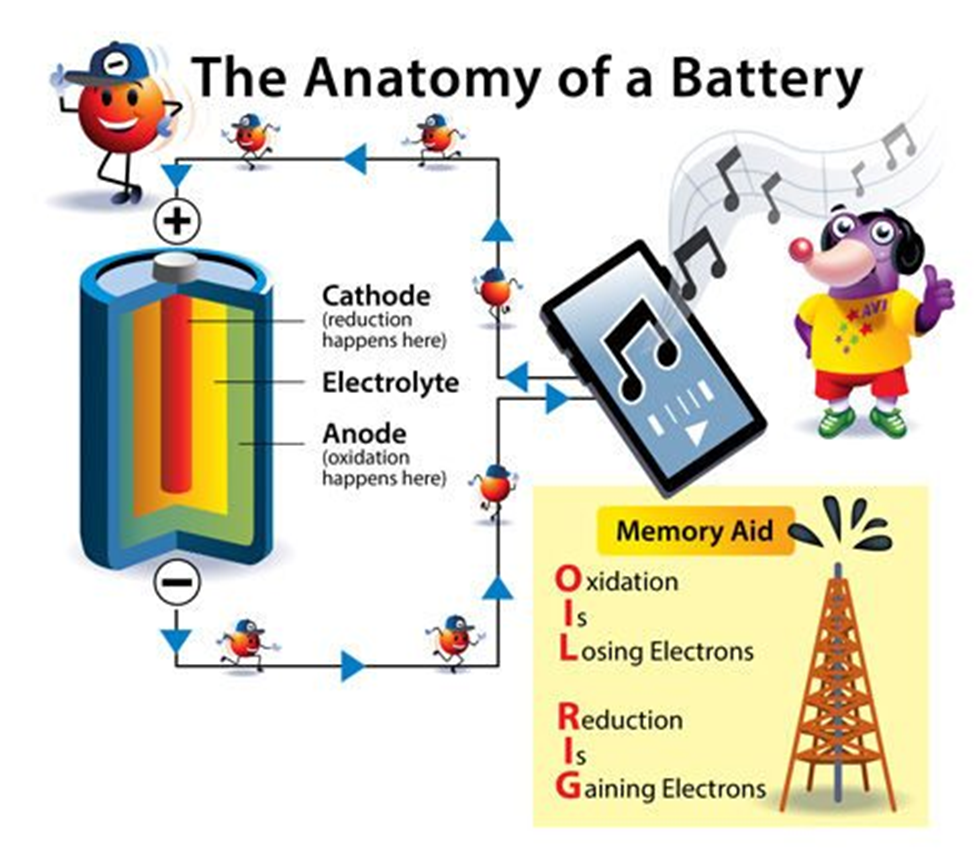 The Anatomy of a Battery
+
Cathode
(reduction
happens here)
Electrolyte
Anode
(oxidation
happens here)
−
AVI
Memory Aid
Oxidation
Is
Losing Electrons
Reduction
Is
Gaining Electrons